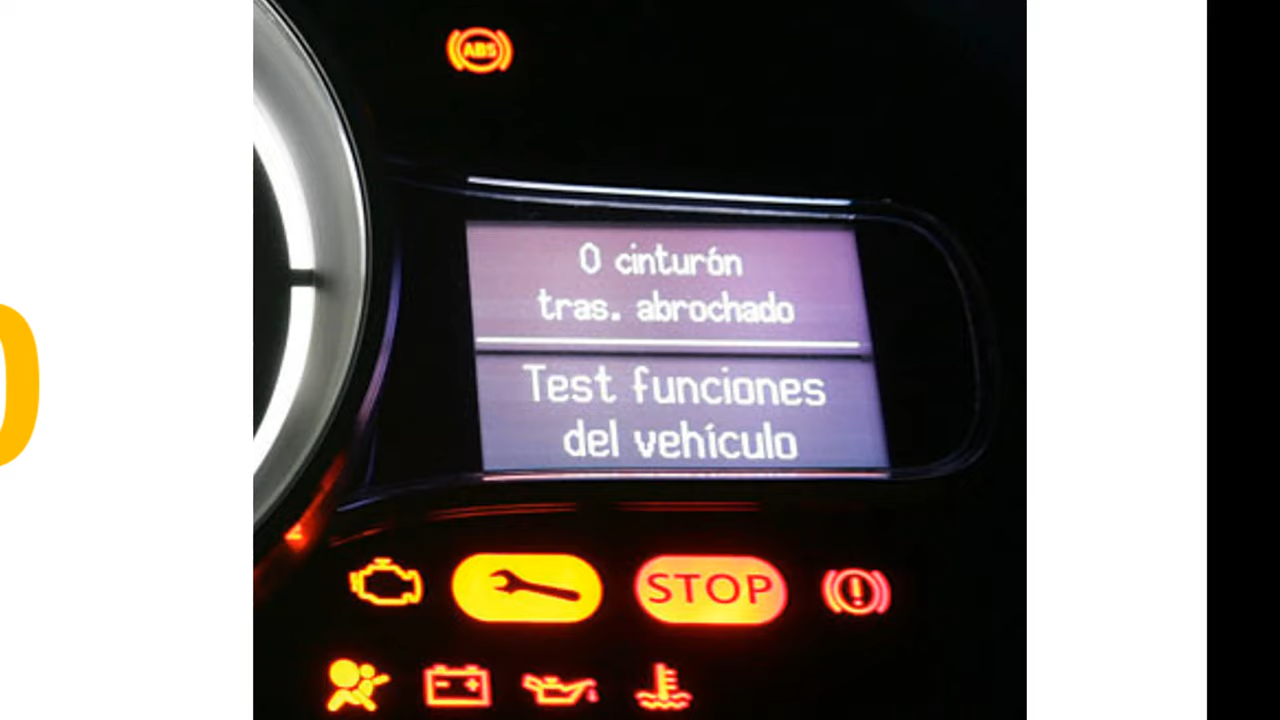 ABS
0 cinturón
tras. abrochado
Test funciones
del vehículo
STOP